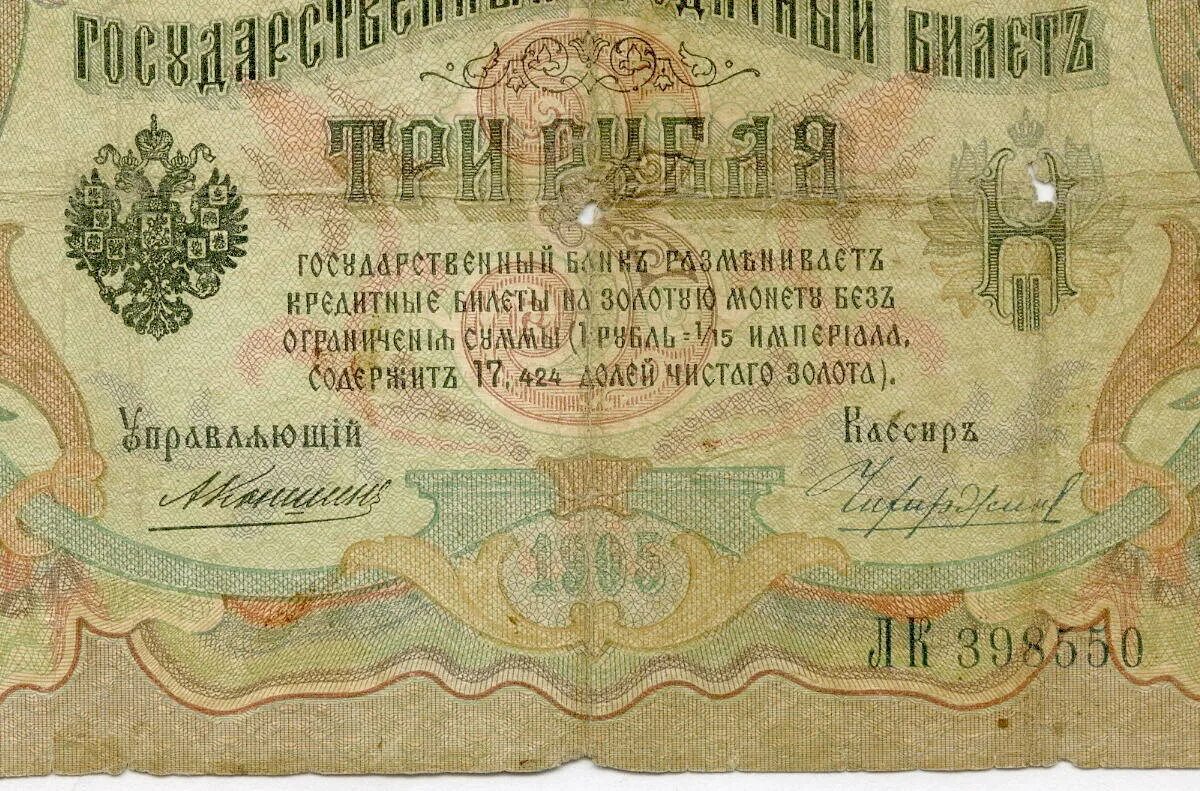 ГОСУДАРСТВЕННЫЙ КРЕДИТНЫЙ БИЛЕТЪ
ТРИ РУБЛЯ
ГОСУДАРСТВЕННЫЙ БАНКЪ РАЗМѢНИВАЕТЪ
КРЕДИТНЫЕ БИЛЕТЫ НА ЗОЛОТУЮ МОНЕТУ БЕЗЪ
ОГРАНИЧЕНІЯ СУММЫ (1 РУБЛЬ = 1/15 ИМПЕРІАЛА,
СОДЕРЖИТЪ 17,424 ДОЛЕЙ ЧИСТАГО ЗОЛОТА).
Управляющій Кассиръ
АКоншинъ
1905
ЛК 398550